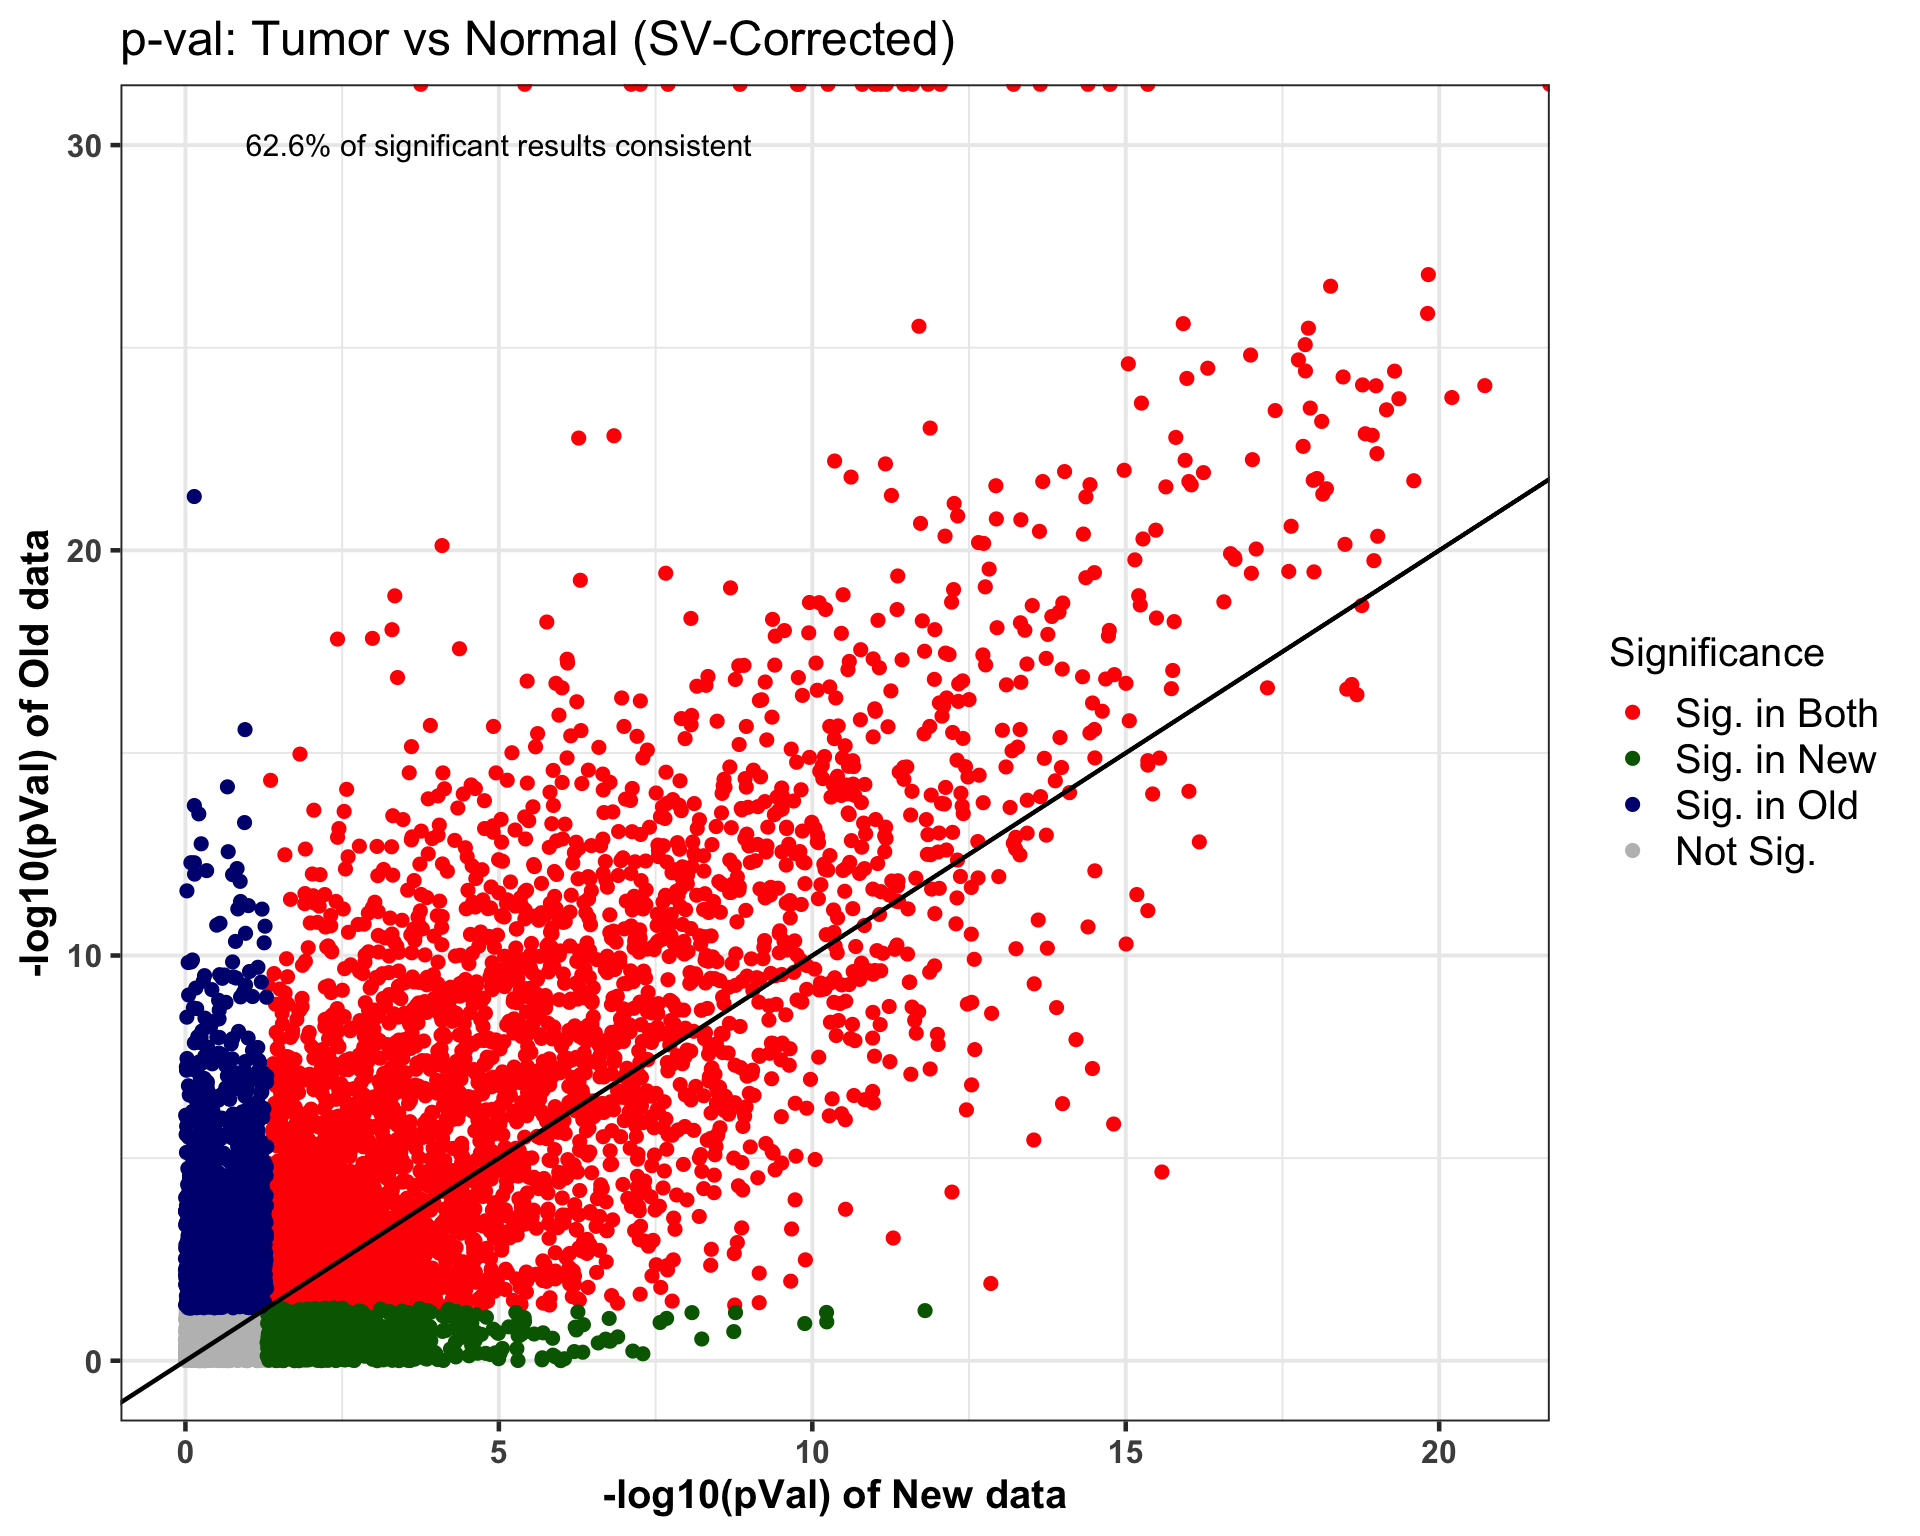 p-val: Tumor vs Normal (SV-Corrected)
62.6% of significant results consistent
30
20
10
0
-log10(pVal) of Old data
0 5 10 15 20
-log10(pVal) of New data
Significance
Sig. in Both
Sig. in New
Sig. in Old
Not Sig.